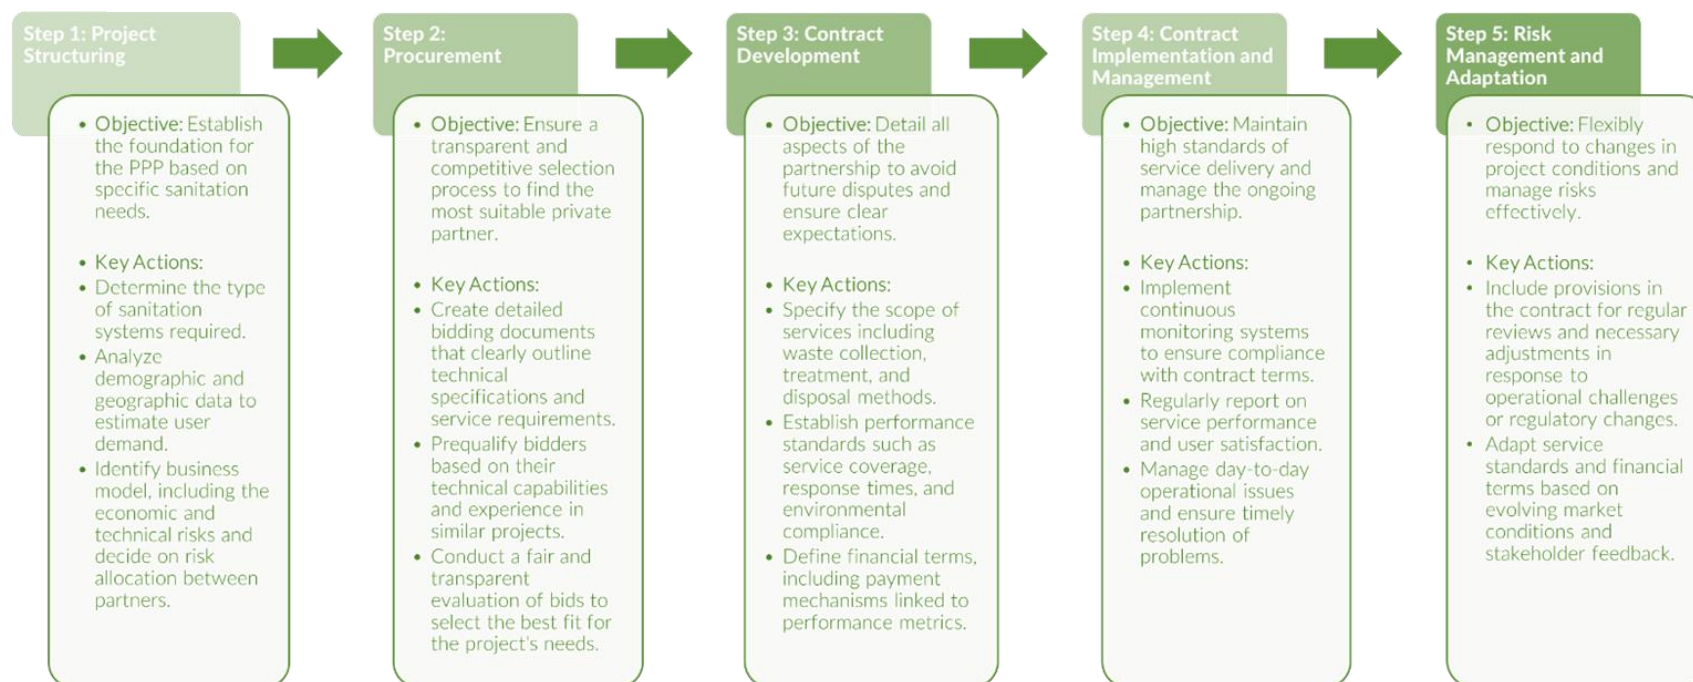 Step 1: Project
Structuring
• Objective: Establish
the foundation for
the PPP based on
specific sanitation
needs.
• Key Actions:
• Determine the type
of sanitation
systems required.
• Analyze
demographic and
geographic data to
estimate user
demand.
• Identify business
model, including the
economic and
technical risks and
decide on risk
allocation between
partners.
Step 2:
Procurement
• Objective: Ensure a
transparent and
competitive selection
process to find the
most suitable private
partner.
• Key Actions:
• Create detailed
bidding documents
that clearly outline
technical
specifications and
service requirements.
• Prequalify bidders
based on their
technical capabilities
and experience in
similar projects.
• Conduct a fair and
transparent
evaluation of bids to
select the best fit for
the project's needs.
Step 3: Contract
Development
• Objective: Detail all
aspects of the
partnership to avoid
future disputes and
ensure clear
expectations.
• Key Actions:
• Specify the scope of
services including
waste collection,
treatment, and
disposal methods.
• Establish performance
standards such as
service coverage,
response times, and
environmental
compliance.
• Define financial terms,
including payment
mechanisms linked to
performance metrics.
Step 4: Contract
Implementation and
Management
• Objective: Maintain
high standards of
service delivery and
manage the ongoing
partnership.
• Key Actions:
• Implement
continuous
monitoring systems
to ensure compliance
with contract terms.
• Regularly report on
service performance
and user satisfaction.
• Manage day-to-day
operational issues
and ensure timely
resolution of
problems.
Step 5: Risk
Management and
Adaptation
• Objective: Flexibly
respond to changes in
project conditions and
manage risks
effectively.
• Key Actions:
• Include provisions in
the contract for regular
reviews and necessary
adjustments in
response to
operational challenges
or regulatory changes.
• Adapt service
standards and financial
terms based on
evolving market
conditions and
stakeholder feedback.